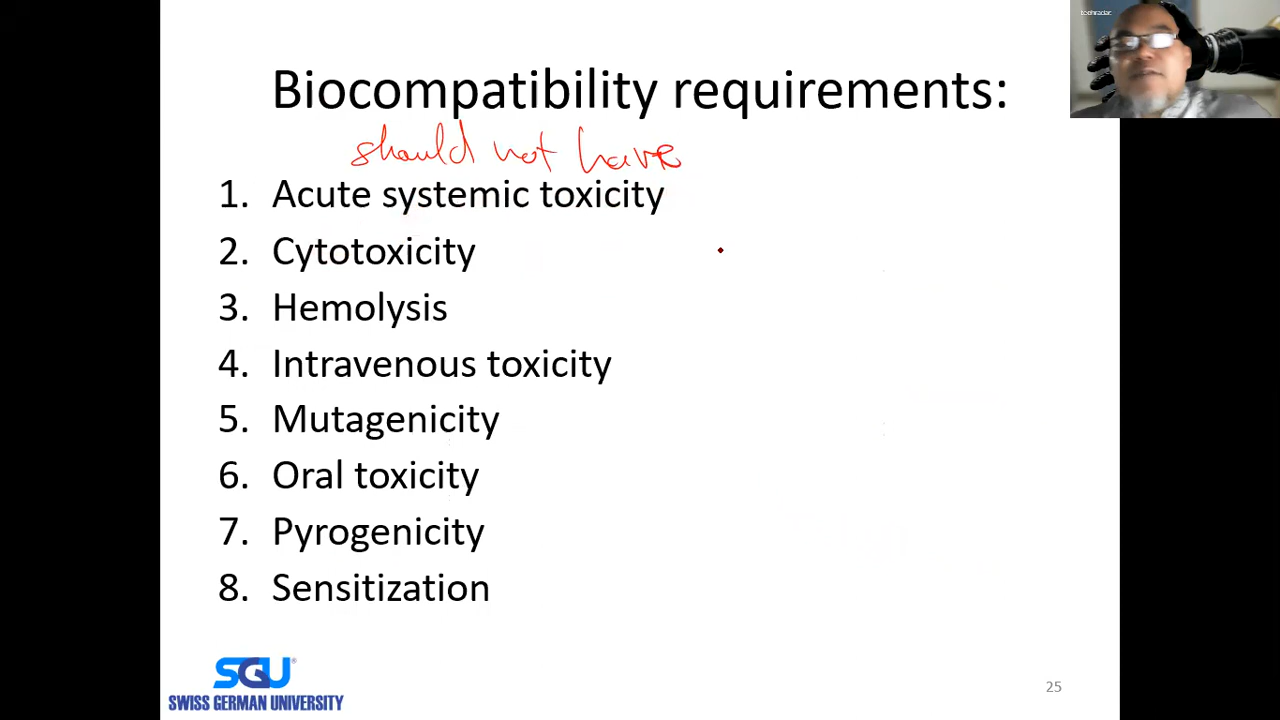 techradar.
Biocompatibility requirements:
should not have
1. Acute systemic toxicity
2. Cytotoxicity
3. Hemolysis
4. Intravenous toxicity
5. Mutagenicity
6. Oral toxicity
7. Pyrogenicity
8. Sensitization
SGU®
SWISS GERMAN UNIVERSITY
25